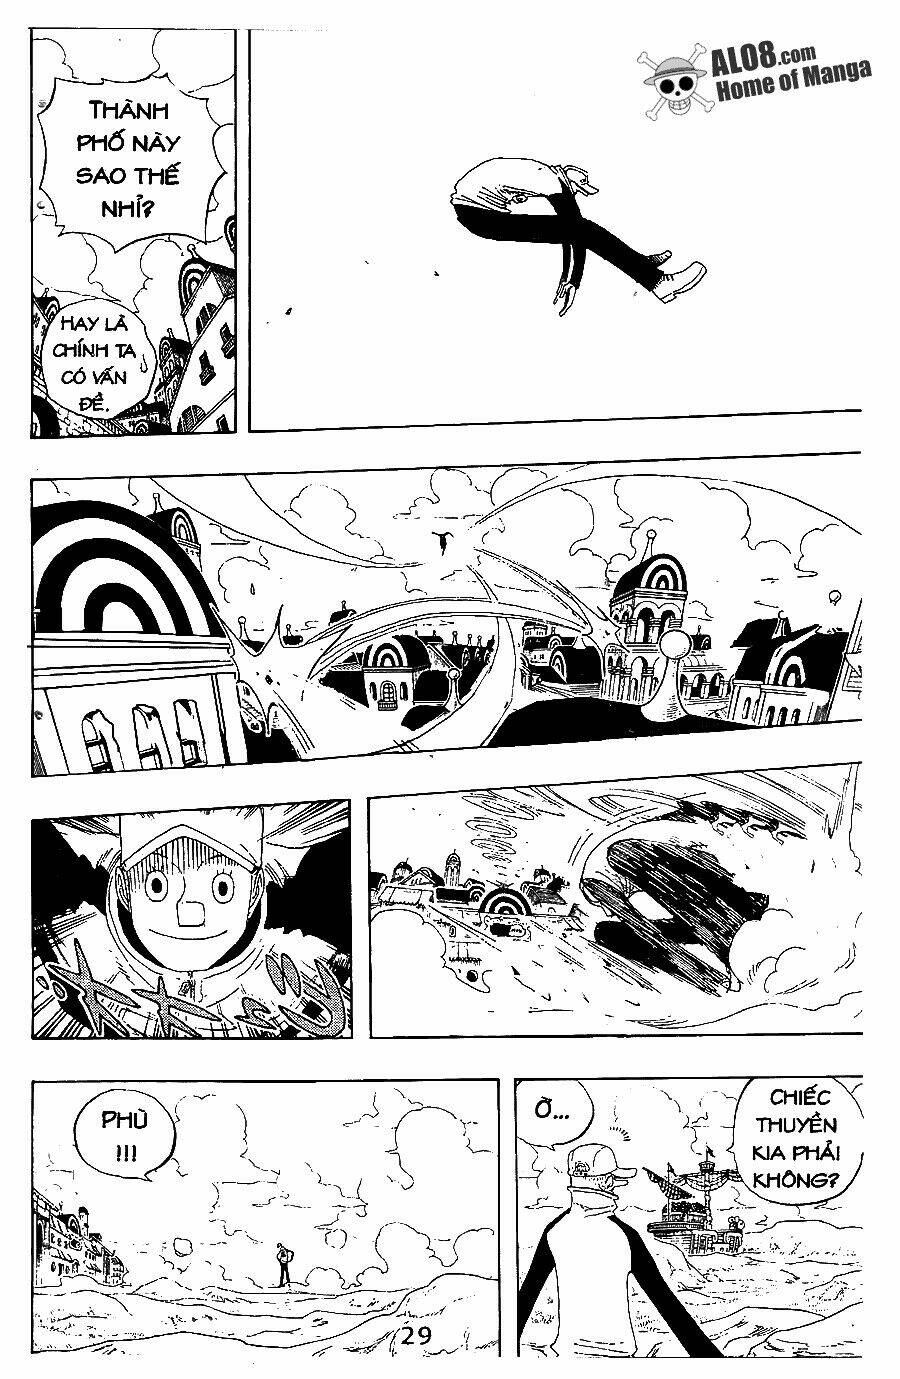 ALO8.com
Home of Manga
THÀNH
PHỐ NÀY
SAO THẾ
NHỈ?
HAY LÀ
CHÍNH TA
CÓ VẤN
ĐỀ.
PHÙ
!!!
Ờ...
CHIẾC
THUYỀN
KIA PHẢI
KHÔNG?
29